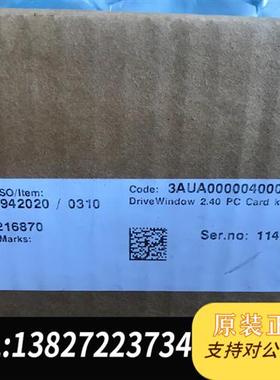 SO/Item:
942020 / 0310
216870
Marks:
Code: 3AUA000004000
DriveWindow 2.40 PC Card k
Ser.no: 114
:13827223734
原装正品
支持对公